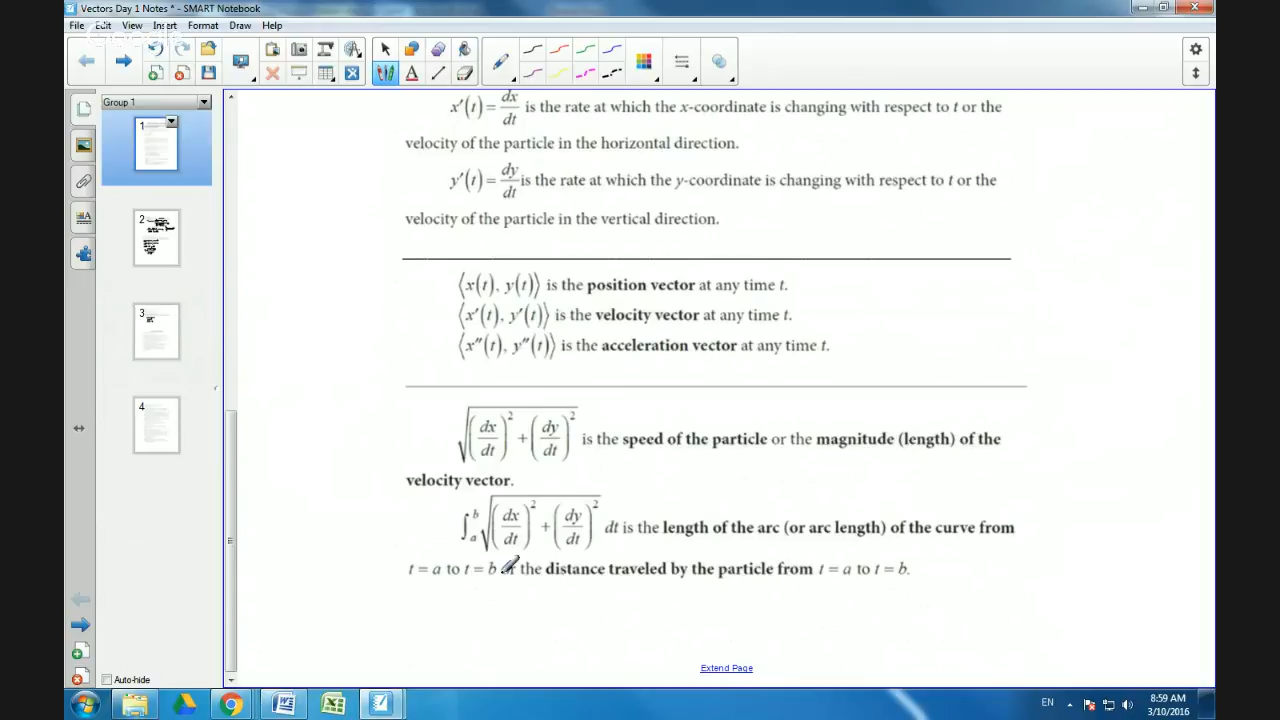 Vectors Day 1 Notes * - SMART Notebook
File Edit View Insert Format Draw Help
Group 1
1
2
3
4
x′(t) = dx/dt is the rate at which the x-coordinate is changing with respect to t or the
velocity of the particle in the horizontal direction.
y′(t) = dy/dt is the rate at which the y-coordinate is changing with respect to t or the
velocity of the particle in the vertical direction.
⟨x(t), y(t)⟩ is the position vector at any time t.
⟨x′(t), y′(t)⟩ is the velocity vector at any time t.
⟨x″(t), y″(t)⟩ is the acceleration vector at any time t.
√((dx/dt)² + (dy/dt)²) is the speed of the particle or the magnitude (length) of the
velocity vector.
∫ₐᵇ √((dx/dt)² + (dy/dt)²) dt is the length of the arc (or arc length) of the curve from
t = a to t = b the distance traveled by the particle from t = a to t = b.
Extend Page
Auto-hide
EN
8:59 AM
3/10/2016